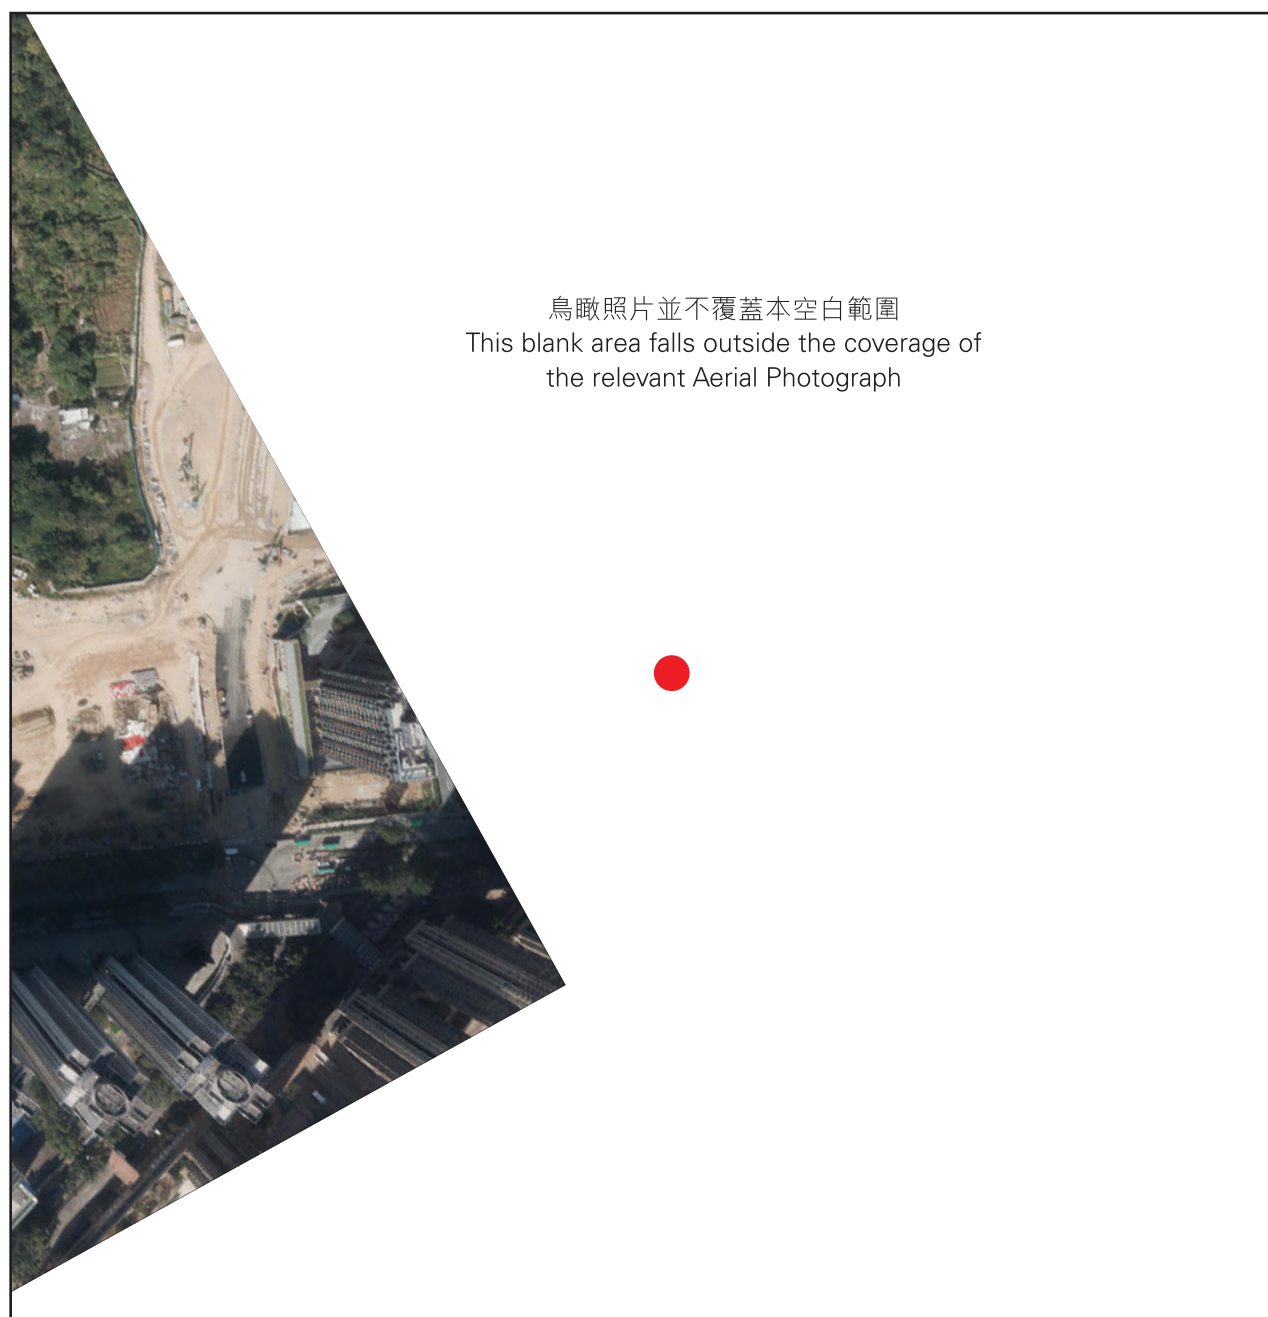 鳥瞰照片並不覆蓋本空白範圍
This blank area falls outside the coverage of
the relevant Aerial Photograph